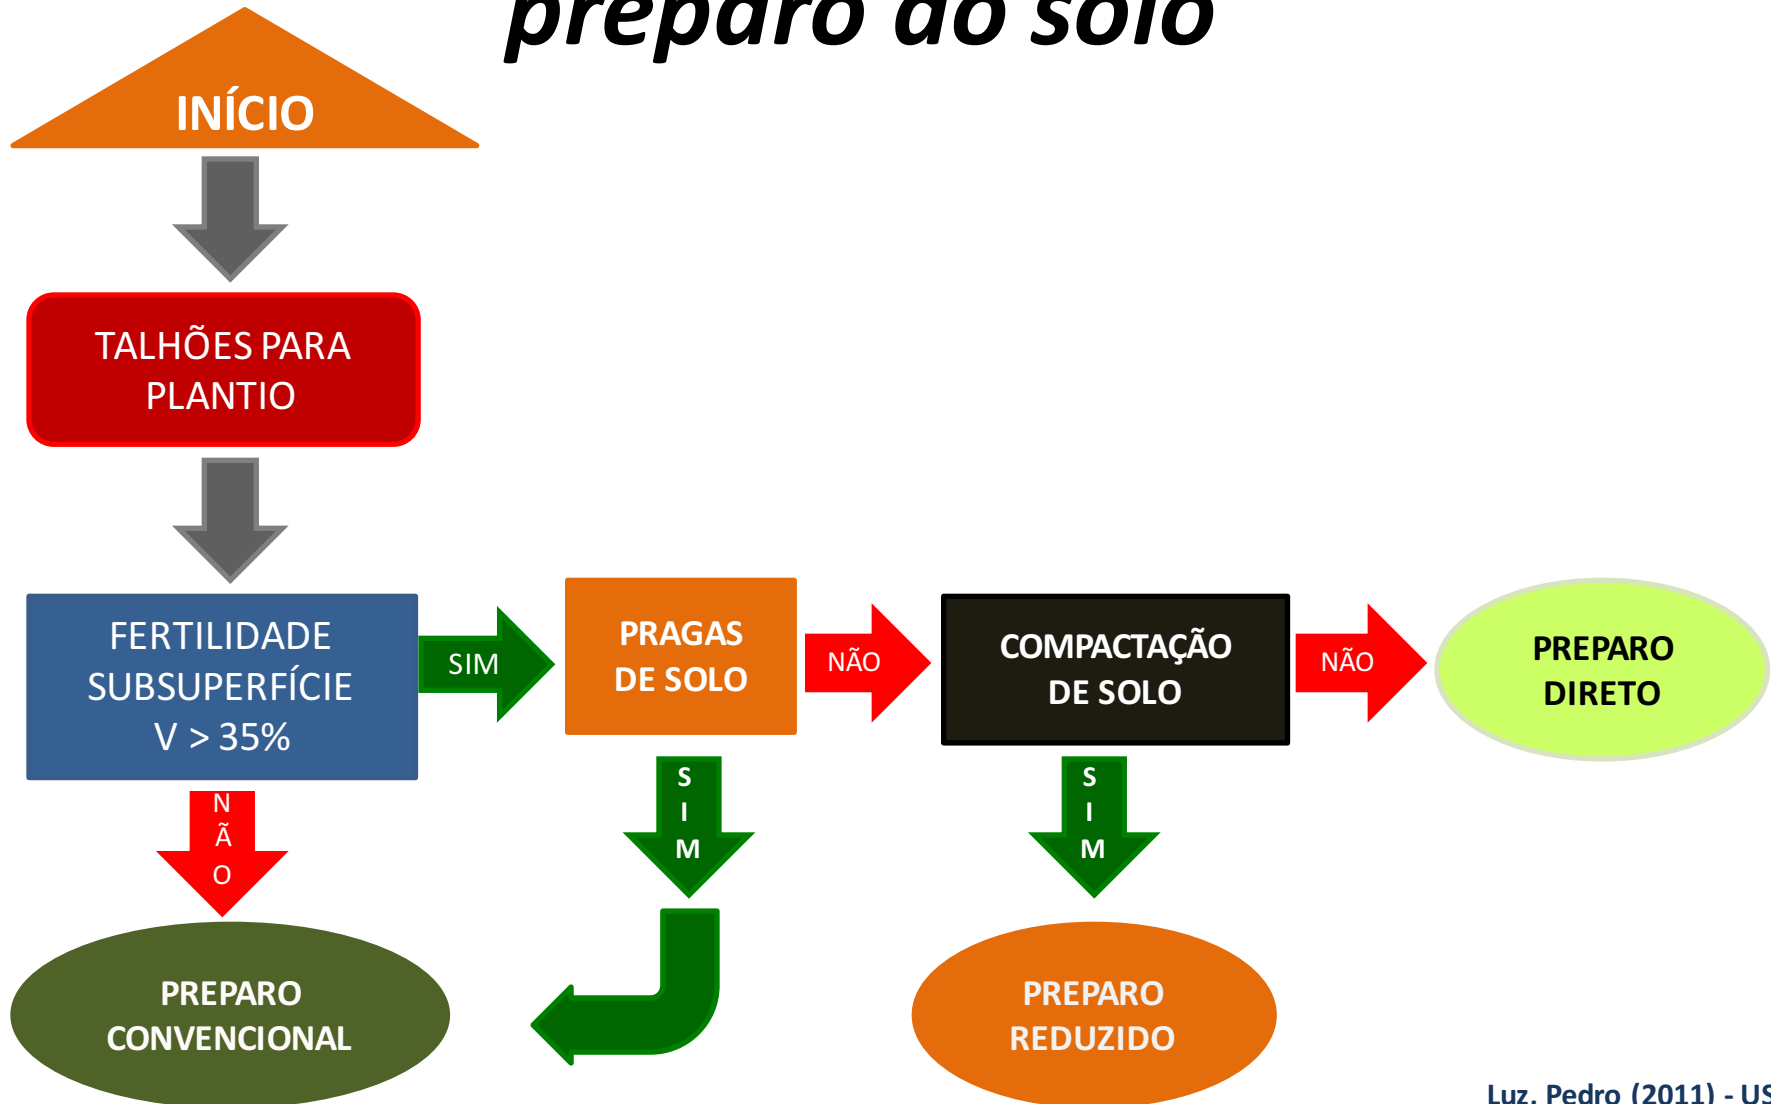 preparo do solo
INÍCIO
TALHÕES PARA
PLANTIO
FERTILIDADE
SUBSUPERFÍCIE
V > 35%
SIM
PRAGAS
DE SOLO
NÃO
COMPACTAÇÃO
DE SOLO
NÃO
PREPARO
DIRETO
N
Ã
O
S
I
M
S
I
M
PREPARO
CONVENCIONAL
PREPARO
REDUZIDO
Luz, Pedro (2011) - US